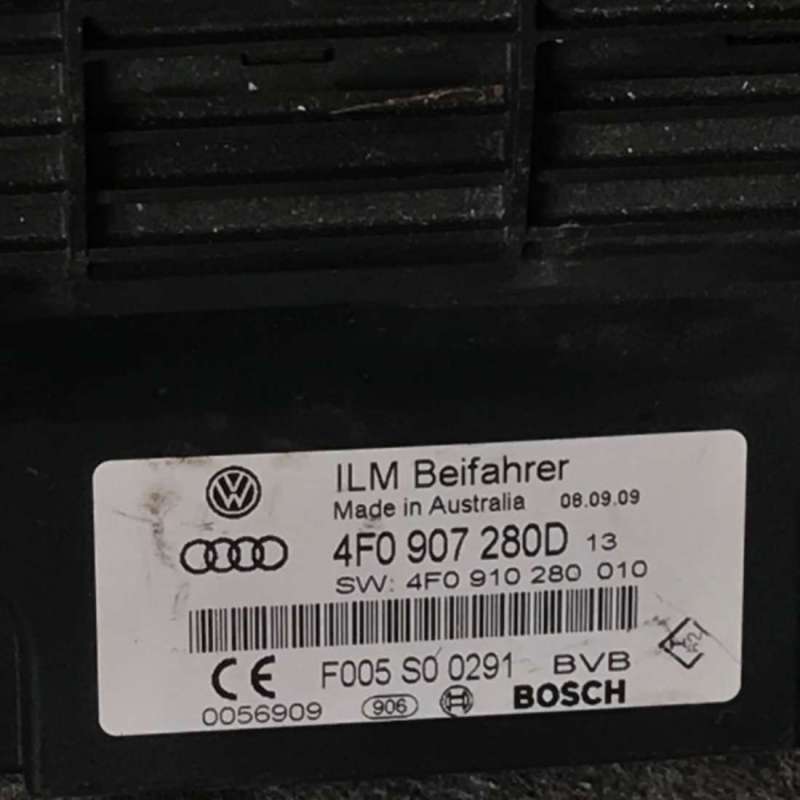 ILM Beifahrer
Made in Australia 08.09.09
4F0 907 280D 13
SW: 4F0 910 280 010
F005 S0 0291 BVB
CE
0056909 906 BOSCH